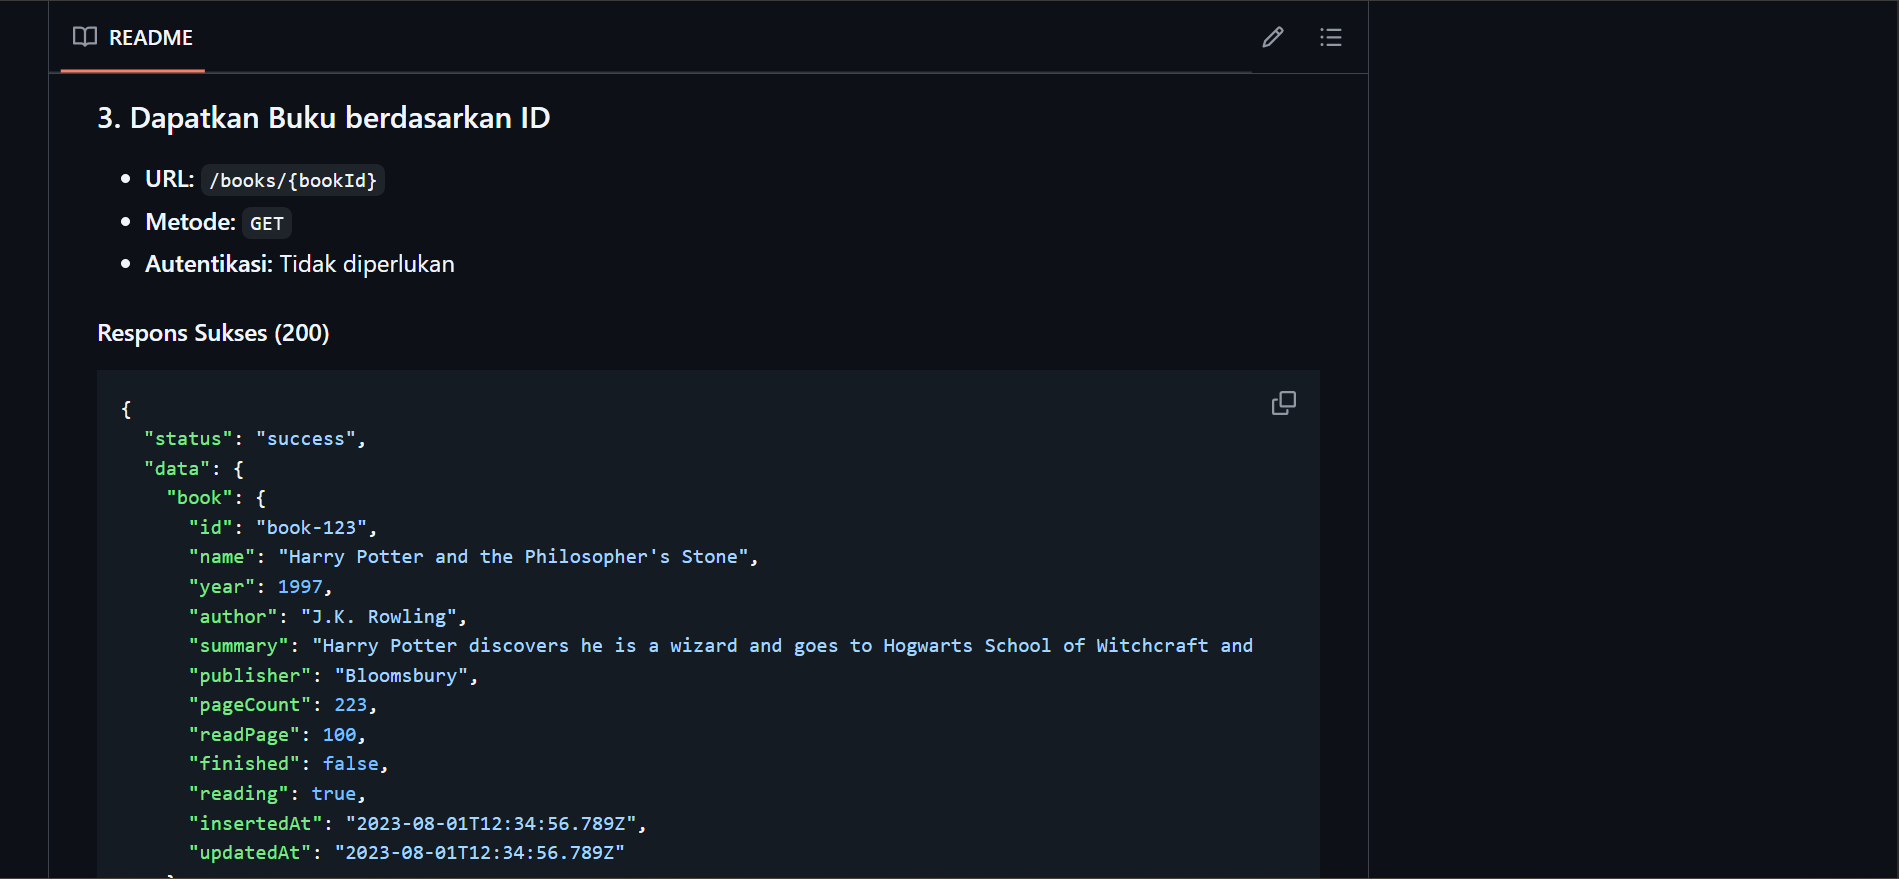 README
3. Dapatkan Buku berdasarkan ID
• URL: /books/{bookId}
• Metode: GET
• Autentikasi: Tidak diperlukan
Respons Sukses (200)
{
  "status": "success",
  "data": {
    "book": {
      "id": "book-123",
      "name": "Harry Potter and the Philosopher's Stone",
      "year": 1997,
      "author": "J.K. Rowling",
      "summary": "Harry Potter discovers he is a wizard and goes to Hogwarts School of Witchcraft and
      "publisher": "Bloomsbury",
      "pageCount": 223,
      "readPage": 100,
      "finished": false,
      "reading": true,
      "insertedAt": "2023-08-01T12:34:56.789Z",
      "updatedAt": "2023-08-01T12:34:56.789Z"
    }